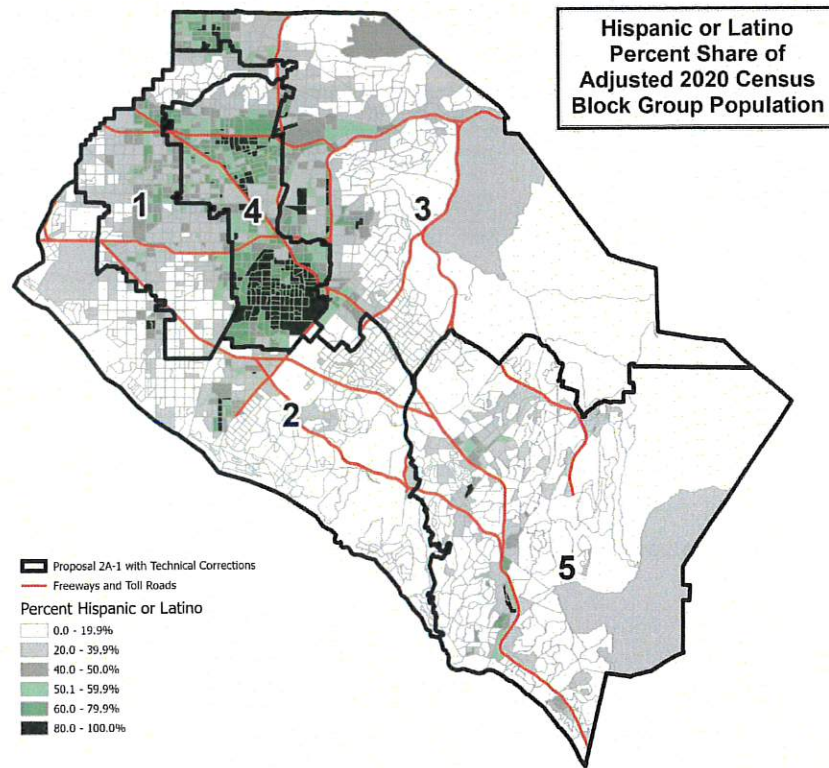 Hispanic or Latino
Percent Share of
Adjusted 2020 Census
Block Group Population
1
4
3
2
5
Proposal 2A-1 with Technical Corrections
Freeways and Toll Roads
Percent Hispanic or Latino
0.0 - 19.9%
20.0 - 39.9%
40.0 - 50.0%
50.1 - 59.9%
60.0 - 79.9%
80.0 - 100.0%